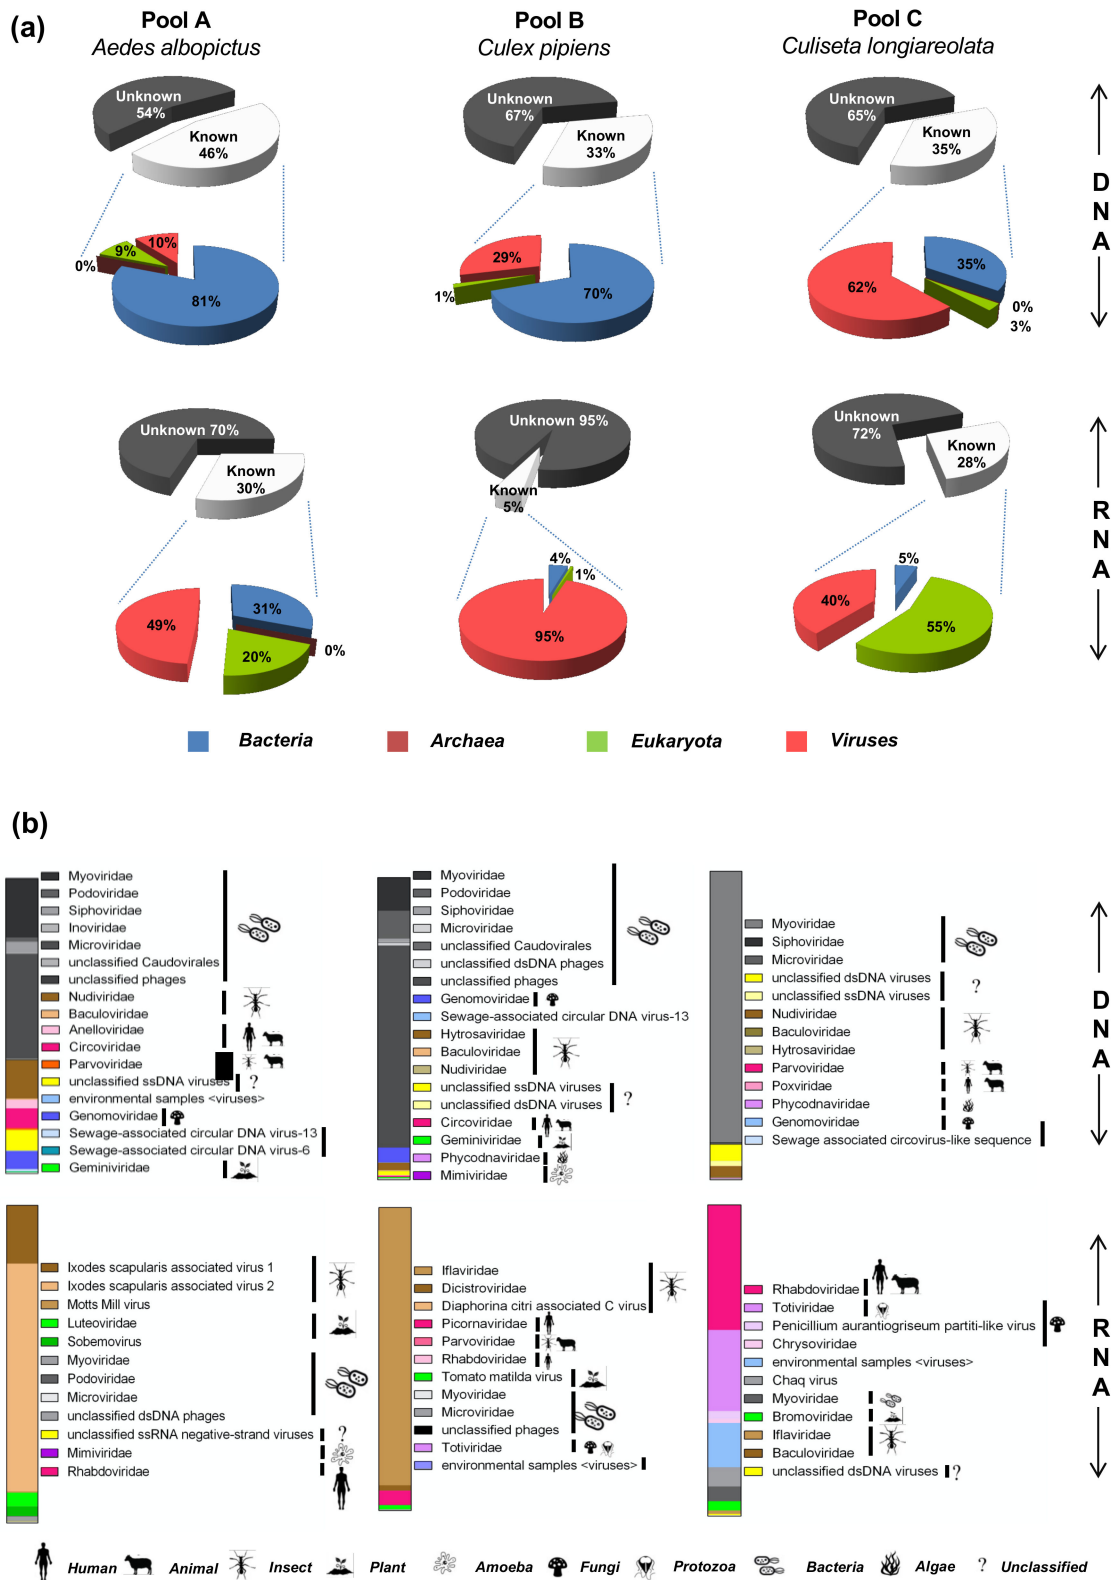 (a)
Pool A
Aedes albopictus
Pool B
Culex pipiens
Pool C
Culiseta longiareolata
Unknown
54%
Known
46%
Unknown
67%
Known
33%
Unknown
65%
Known
35%
0%
9%
10%
81%
1%
29%
70%
62%
35%
0%
3%
D
N
A
Unknown 70%
Known
30%
Unknown 95%
Known
5%
Unknown
72%
Known
28%
49%
31%
20%
0%
4%
1%
95%
40%
5%
55%
R
N
A
Bacteria
Archaea
Eukaryota
Viruses
(b)
Myoviridae
Podoviridae
Siphoviridae
Inoviridae
Microviridae
unclassified Caudovirales
unclassified phages
Nudiviridae
Baculoviridae
Anelloviridae
Circoviridae
Parvoviridae
unclassified ssDNA viruses
?
environmental samples <viruses>
Genomoviridae
Sewage-associated circular DNA virus-13
Sewage-associated circular DNA virus-6
Geminiviridae
Myoviridae
Podoviridae
Siphoviridae
Microviridae
unclassified Caudovirales
unclassified dsDNA phages
unclassified phages
Genomoviridae
Sewage-associated circular DNA virus-13
Hytrosaviridae
Baculoviridae
Nudiviridae
unclassified ssDNA viruses
unclassified dsDNA viruses
?
Circoviridae
Geminiviridae
Phycodnaviridae
Mimiviridae
Myoviridae
Siphoviridae
Microviridae
unclassified dsDNA viruses
unclassified ssDNA viruses
?
Nudiviridae
Baculoviridae
Hytrosaviridae
Parvoviridae
Poxviridae
Phycodnaviridae
Genomoviridae
Sewage associated circovirus-like sequence
D
N
A
Ixodes scapularis associated virus 1
Ixodes scapularis associated virus 2
Motts Mill virus
Luteoviridae
Sobemovirus
Myoviridae
Podoviridae
Microviridae
unclassified dsDNA phages
unclassified ssRNA negative-strand viruses
?
Mimiviridae
Rhabdoviridae
Iflaviridae
Dicistroviridae
Diaphorina citri associated C virus
Picornaviridae
Parvoviridae
Rhabdoviridae
Tomato matilda virus
Myoviridae
Microviridae
unclassified phages
Totiviridae
environmental samples <viruses>
Rhabdoviridae
Totiviridae
Penicillium aurantiogriseum partiti-like virus
Chrysoviridae
environmental samples <viruses>
Chaq virus
Myoviridae
Bromoviridae
Iflaviridae
Baculoviridae
unclassified dsDNA viruses
?
R
N
A
Human
Animal
Insect
Plant
Amoeba
Fungi
Protozoa
Bacteria
Algae
? Unclassified